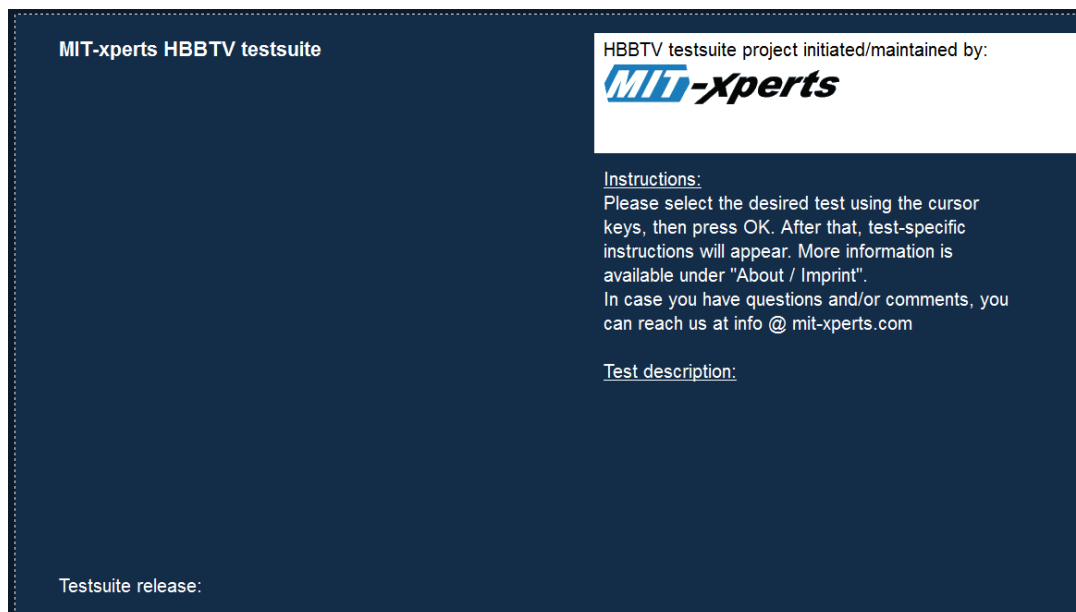 MIT-xperts HBBTV testsuite
HBBTV testsuite project initiated/maintained by:
MIT-xperts
Instructions:
Please select the desired test using the cursor
keys, then press OK. After that, test-specific
instructions will appear. More information is
available under "About / Imprint".
In case you have questions and/or comments, you
can reach us at info @ mit-xperts.com
Test description:
Testsuite release: